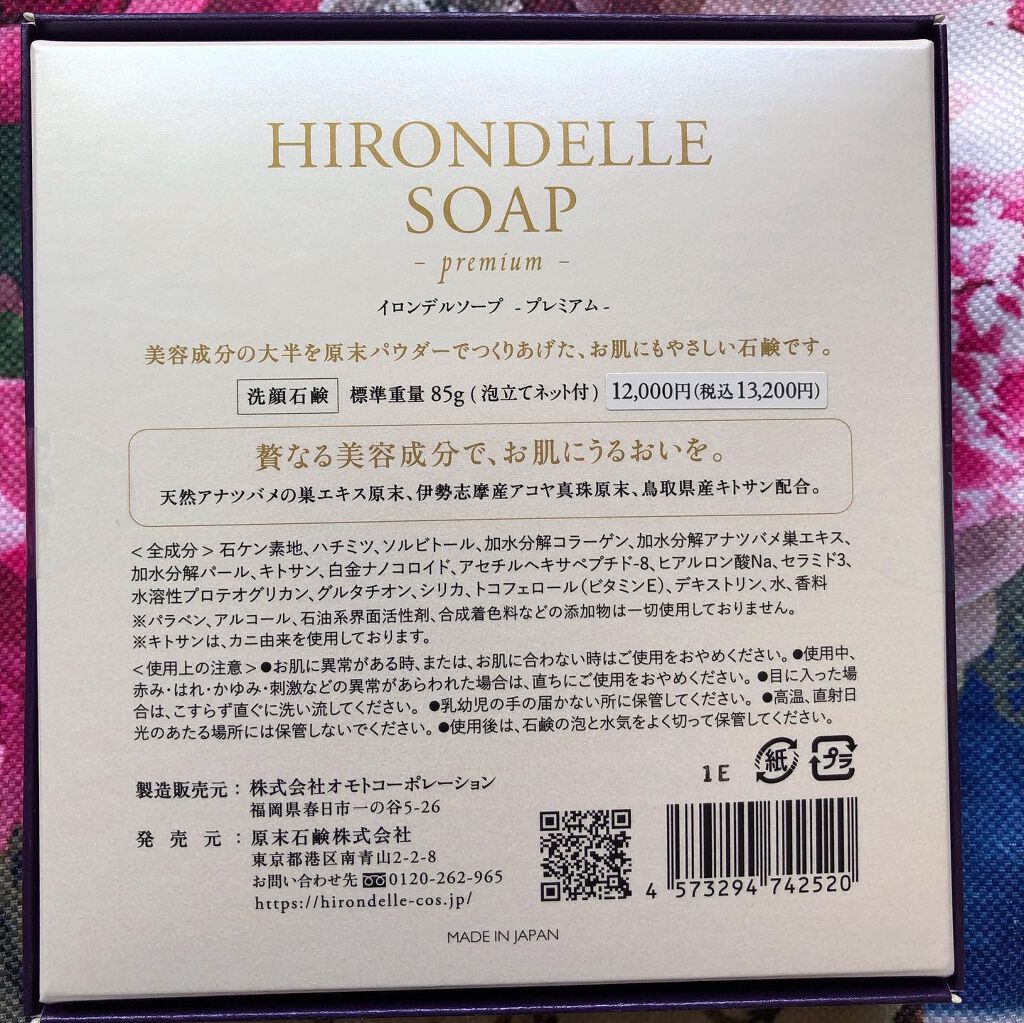 HIRONDELLE
SOAP
- premium -
イロンデルソープ -プレミアム-
美容成分の大半を原末パウダーでつくりあげた、お肌にもやさしい石鹸です。
洗顔石鹸 標準重量 85g(泡立てネット付) 12,000円(税込13,200円)
贅なる美容成分で、お肌にうるおいを。
天然アナツバメの巣エキス原末、伊勢志摩産アコヤ真珠原末、鳥取県産キトサン配合。
<全成分>石ケン素地、ハチミツ、ソルビトール、加水分解コラーゲン、加水分解アナツバメ巣エキス、
加水分解パール、キトサン、白金ナノコロイド、アセチルヘキサペプチド-8、ヒアルロン酸Na、セラミド3、
水溶性プロテオグリカン、グルタチオン、シリカ、トコフェロール(ビタミンE)、デキストリン、水、香料
※パラベン、アルコール、石油系界面活性剤、合成着色料などの添加物は一切使用しておりません。
※キトサンは、カニ由来を使用しております。
<使用上の注意>●お肌に異常がある時、または、お肌に合わない時はご使用をおやめください。●使用中、
赤み・はれ・かゆみ・刺激などの異常があらわれた場合は、直ちにご使用をおやめください。●目に入った場
合は、こすらず直ぐに洗い流してください。●乳幼児の手の届かない所に保管してください。●高温、直射日
光のあたる場所には保管しないでください。●使用後は、石鹸の泡と水気をよく切って保管してください。
1E 紙 プラ
製造販売元:株式会社オモトコーポレーション
福岡県春日市一の谷5-26
発売元:原末石鹸株式会社
東京都港区南青山2-2-8
お問い合わせ先 0120-262-965
https://hirondelle-cos.jp/
4 573294 742520
MADE IN JAPAN